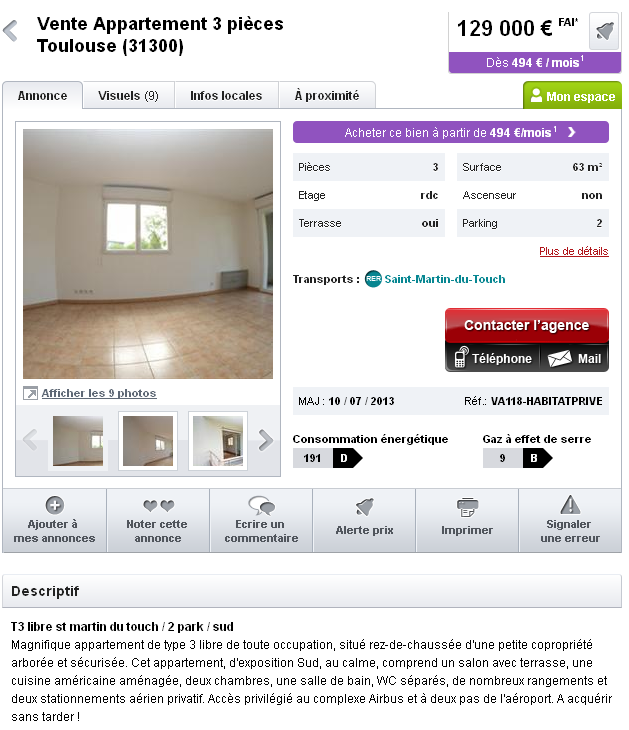 Vente Appartement 3 pièces
Toulouse (31300)
129 000 € FAI*
Dès 494 € / mois¹
Annonce
Visuels (9)
Infos locales
À proximité
Mon espace
Acheter ce bien à partir de 494 €/mois ¹
Pièces 3
Surface 63 m²
Etage rdc
Ascenseur non
Terrasse oui
Parking 2
Plus de détails
Transports : RER Saint-Martin-du-Touch
Contacter l'agence
Téléphone
Mail
Afficher les 9 photos
MAJ : 10 / 07 / 2013
Réf.: VA118-HABITATPRIVE
Consommation énergétique
191 D
Gaz à effet de serre
9 B
Ajouter à
mes annonces
Noter cette
annonce
Ecrire un
commentaire
Alerte prix
Imprimer
Signaler
une erreur
Descriptif
T3 libre st martin du touch / 2 park / sud
Magnifique appartement de type 3 libre de toute occupation, situé rez-de-chaussée d'une petite copropriété
arborée et sécurisée. Cet appartement, d'exposition Sud, au calme, comprend un salon avec terrasse, une
cuisine américaine aménagée, deux chambres, une salle de bain, WC séparés, de nombreux rangements et
deux stationnements aérien privatif. Accès privilégié au complexe Airbus et à deux pas de l'aéroport. A acquérir
sans tarder !